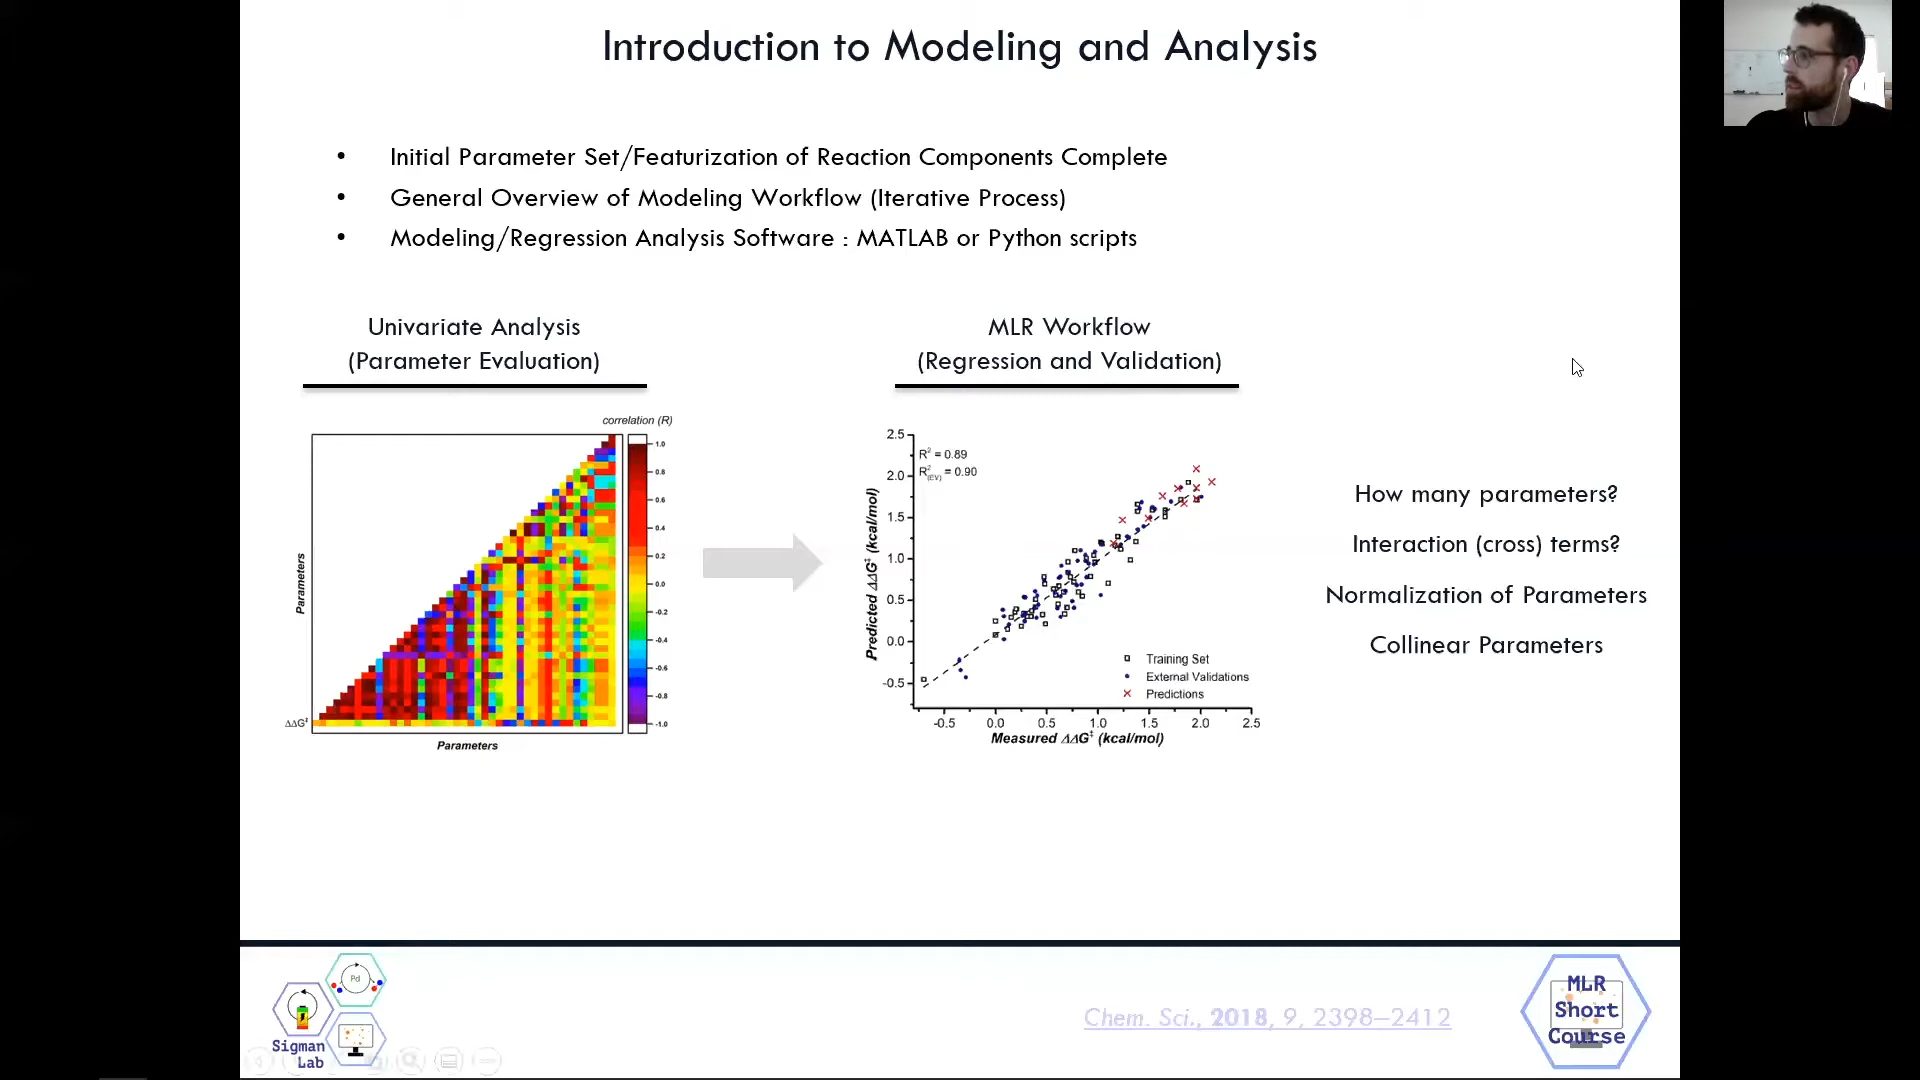 Introduction to Modeling and Analysis
• Initial Parameter Set/Featurization of Reaction Components Complete
• General Overview of Modeling Workflow (Iterative Process)
• Modeling/Regression Analysis Software : MATLAB or Python scripts
Univariate Analysis
(Parameter Evaluation)
correlation (R)
1.0
0.8
0.6
0.4
0.2
0.0
-0.2
-0.4
-0.6
-0.8
-1.0
Parameters
ΔΔG‡
Parameters
MLR Workflow
(Regression and Validation)
2.5
2.0
1.5
1.0
0.5
0.0
-0.5
R² = 0.89
R²(EV) = 0.90
Predicted ΔΔG‡ (kcal/mol)
Training Set
External Validations
Predictions
-0.5 0.0 0.5 1.0 1.5 2.0 2.5
Measured ΔΔG‡ (kcal/mol)
How many parameters?
Interaction (cross) terms?
Normalization of Parameters
Collinear Parameters
Pd
Sigman
Lab
Chem. Sci., 2018, 9, 2398–2412
MLR
Short
Course